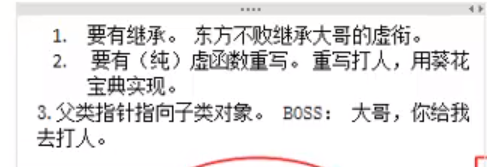 1. 要有继承。 东方不败继承大哥的虚衔。
2. 要有（纯）虚函数重写。 重写打人，用葵花
宝典实现。
3.父类指针指向子类对象。 BOSS： 大哥，你给我
去打人。